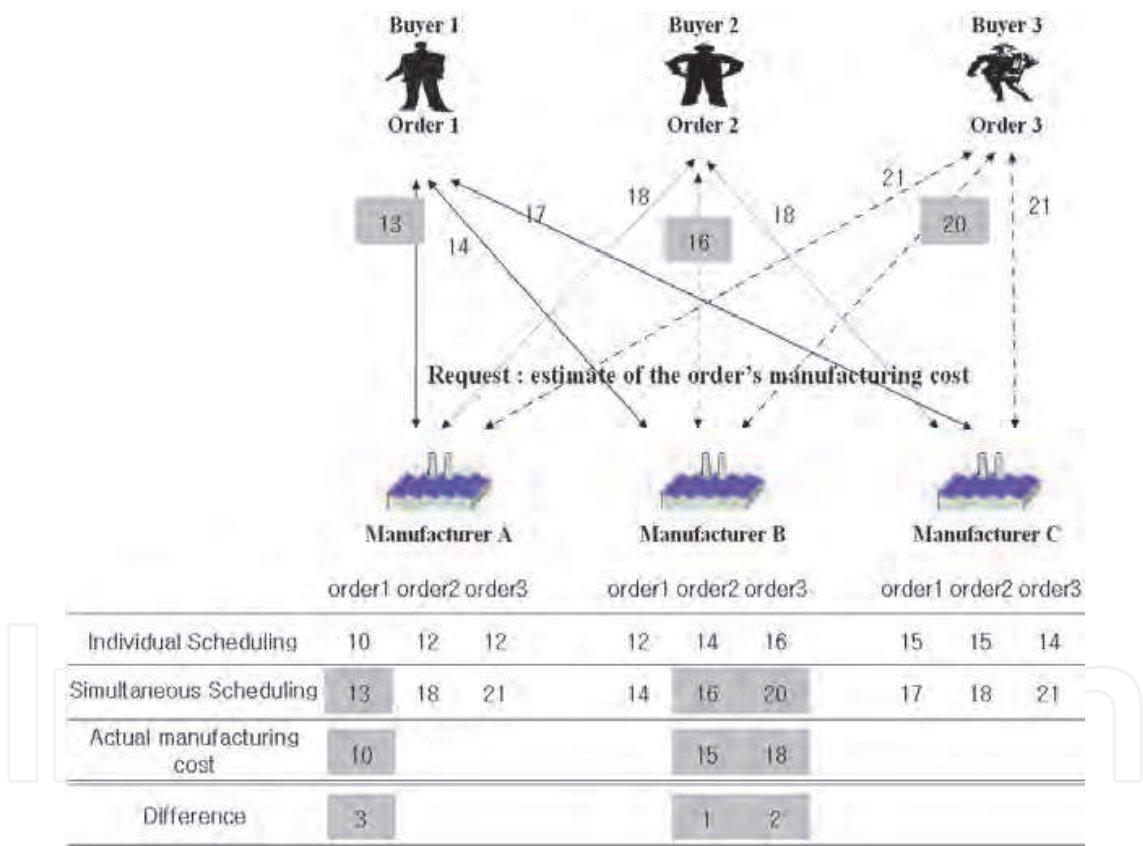 Buyer 1 Buyer 2 Buyer 3
Order 1 Order 2 Order 3
21
18 17 18 21
13 16 20
14
Request : estimate of the order's manufacturing cost
Manufacturer A Manufacturer B Manufacturer C
order1 order2 order3 order1 order2 order3 order1 order2 order3
Individual Scheduling 10 12 12 12 14 16 15 15 14
Simultaneous Scheduling 13 18 21 14 16 20 17 18 21
Actual manufacturing
cost 10 15 18
Difference 3 1 2